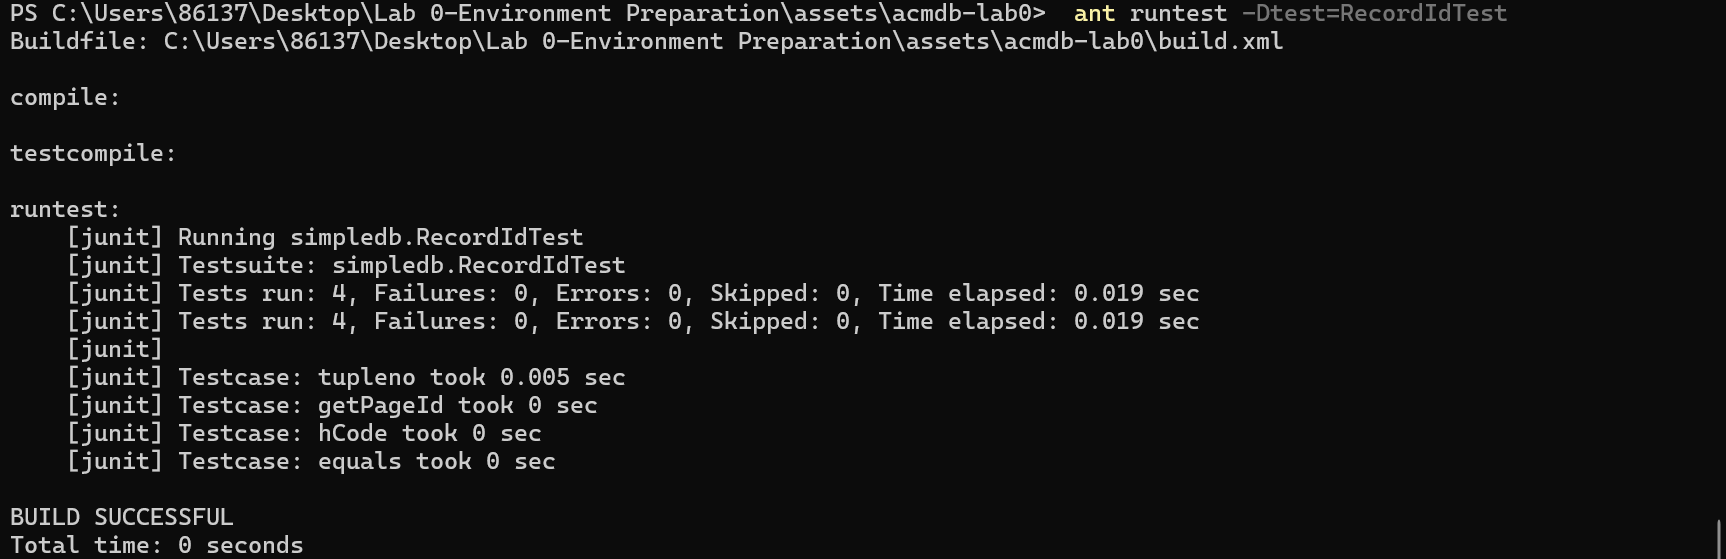 PS C:\Users\86137\Desktop\Lab 0-Environment Preparation\assets\acmdb-lab0>  ant runtest -Dtest=RecordIdTest
Buildfile: C:\Users\86137\Desktop\Lab 0-Environment Preparation\assets\acmdb-lab0\build.xml
compile:
testcompile:
runtest:
[junit] Running simpledb.RecordIdTest
[junit] Testsuite: simpledb.RecordIdTest
[junit] Tests run: 4, Failures: 0, Errors: 0, Skipped: 0, Time elapsed: 0.019 sec
[junit] Tests run: 4, Failures: 0, Errors: 0, Skipped: 0, Time elapsed: 0.019 sec
[junit]
[junit] Testcase: tupleno took 0.005 sec
[junit] Testcase: getPageId took 0 sec
[junit] Testcase: hCode took 0 sec
[junit] Testcase: equals took 0 sec
BUILD SUCCESSFUL
Total time: 0 seconds